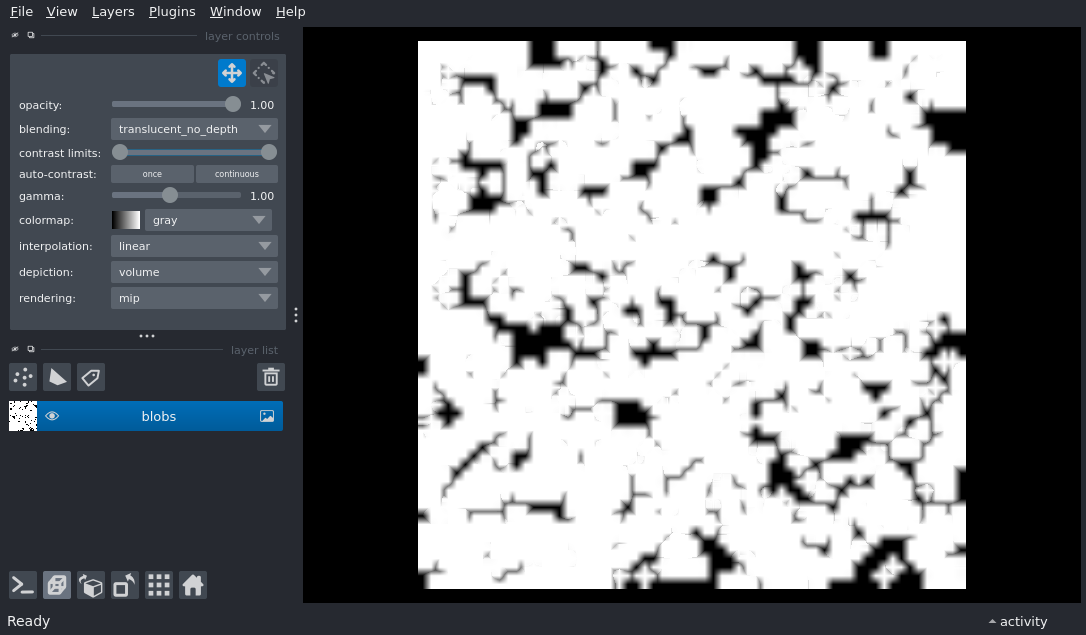 File View Layers Plugins Window Help
layer controls
opacity: 1.00
blending: translucent_no_depth
contrast limits:
auto-contrast: once continuous
gamma: 1.00
colormap: gray
interpolation: linear
depiction: volume
rendering: mip
layer list
blobs
Ready
activity